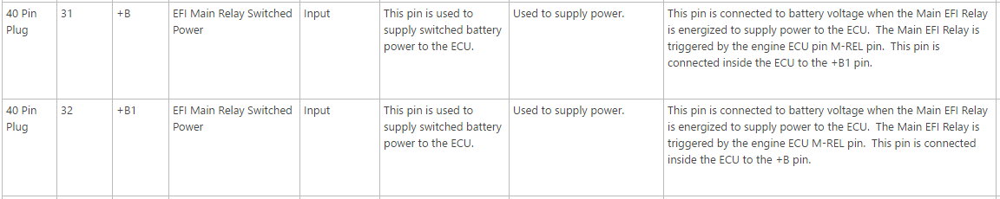 40 Pin
Plug
31
+B
EFI Main Relay Switched
Power
Input
This pin is used to
supply switched battery
power to the ECU.
Used to supply power.
This pin is connected to battery voltage when the Main EFI Relay
is energized to supply power to the ECU.  The Main EFI Relay is
triggered by the engine ECU pin M-REL pin.  This pin is
connected inside the ECU to the +B1 pin.
40 Pin
Plug
32
+B1
EFI Main Relay Switched
Power
Input
This pin is used to
supply switched battery
power to the ECU.
Used to supply power.
This pin is connected to battery voltage when the Main EFI Relay
is energized to supply power to the ECU.  The Main EFI Relay is
triggered by the engine ECU M-REL pin.  This pin is connected
inside the ECU to the +B pin.